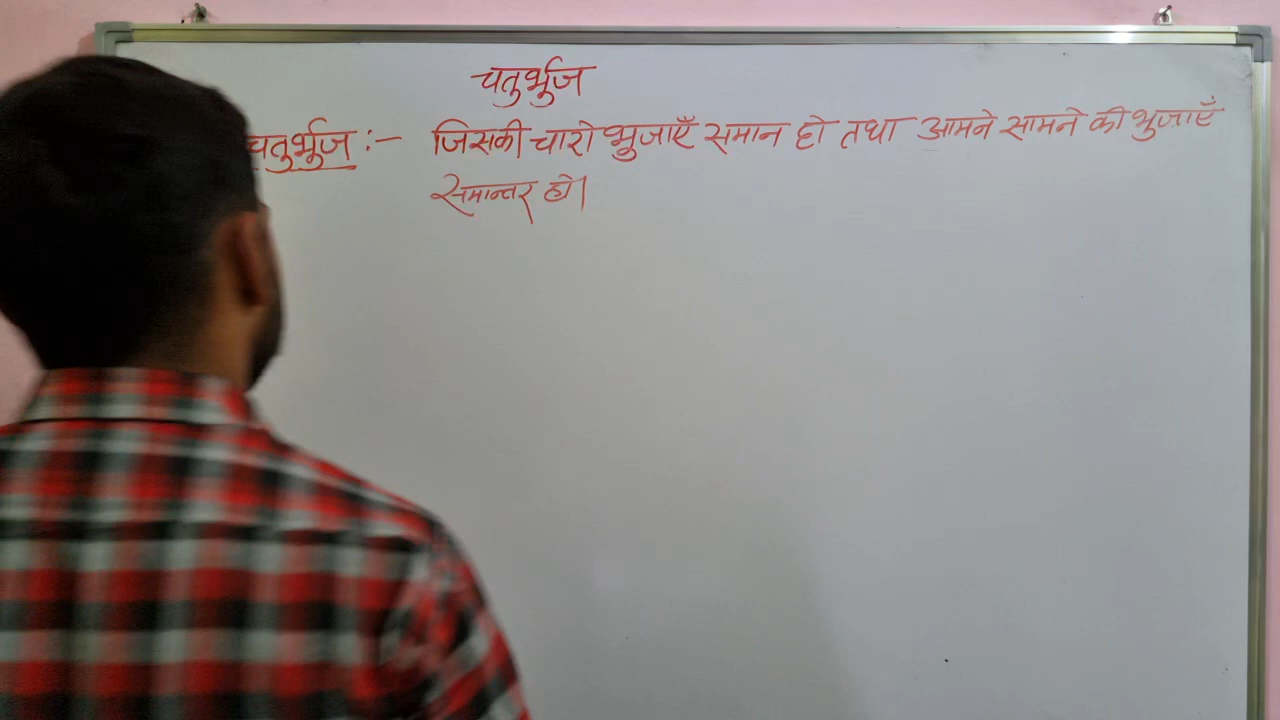 चतुर्भुज
चतुर्भुज :- जिसकी चारो भुजाएँ समान हो तथा आमने सामने की भुजाएँ
समान्तर हो।